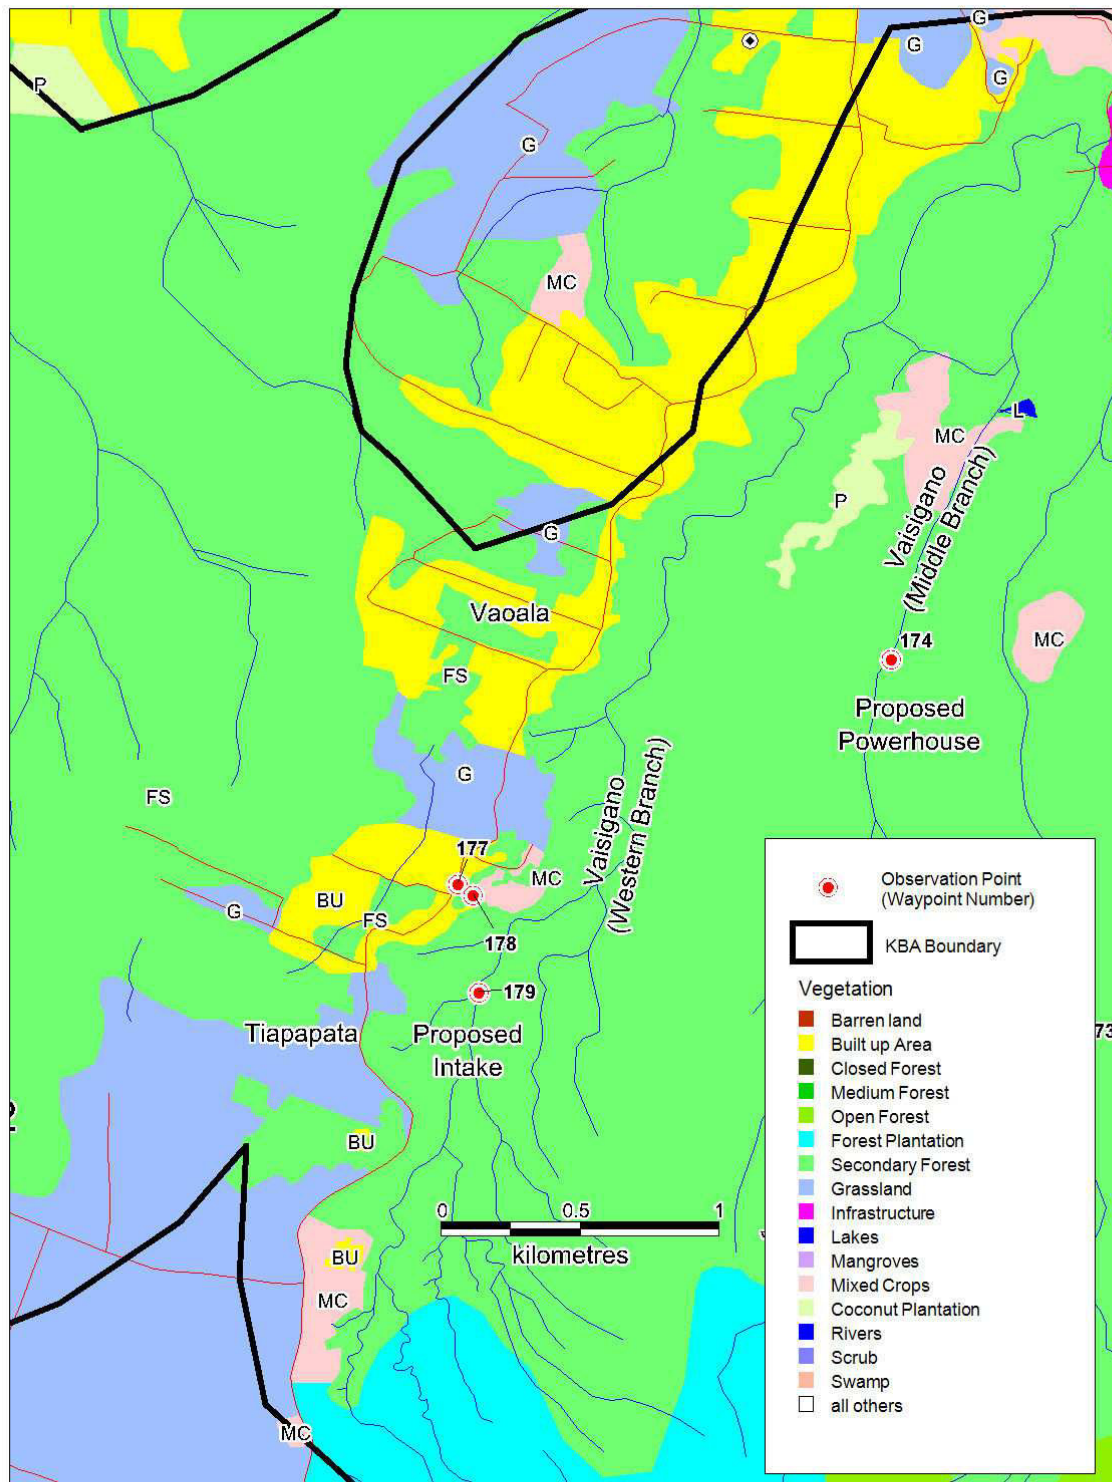 G
G
P
G
G
MC
L
MC
P
Vaisigano
(Middle Branch)
G
Vaoala
174
MC
FS
Proposed
Powerhouse
G
FS
Vaisigano
(Western Branch)
177
MC
BU
G
FS
178
179
Tiapapata
Proposed
Intake
BU
0 0.5 1
kilometres
BU
MC
MC
Observation Point
(Waypoint Number)
KBA Boundary
Vegetation
Barren land
Built up Area
Closed Forest
Medium Forest
Open Forest
Forest Plantation
Secondary Forest
Grassland
Infrastructure
Lakes
Mangroves
Mixed Crops
Coconut Plantation
Rivers
Scrub
Swamp
all others